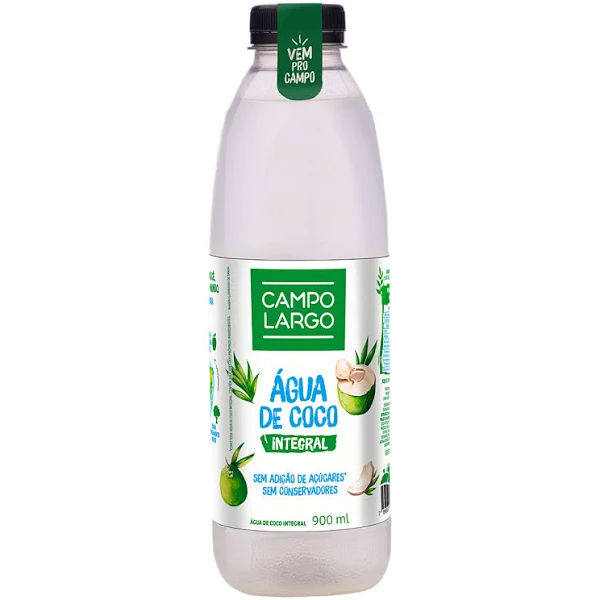 VEM
PRO
CAMPO
CAMPO
LARGO
ÁGUA
DE COCO
INTEGRAL
SEM ADIÇÃO DE AÇÚCARES*
SEM CONSERVADORES
ÁGUA DE COCO INTEGRAL 900 ml